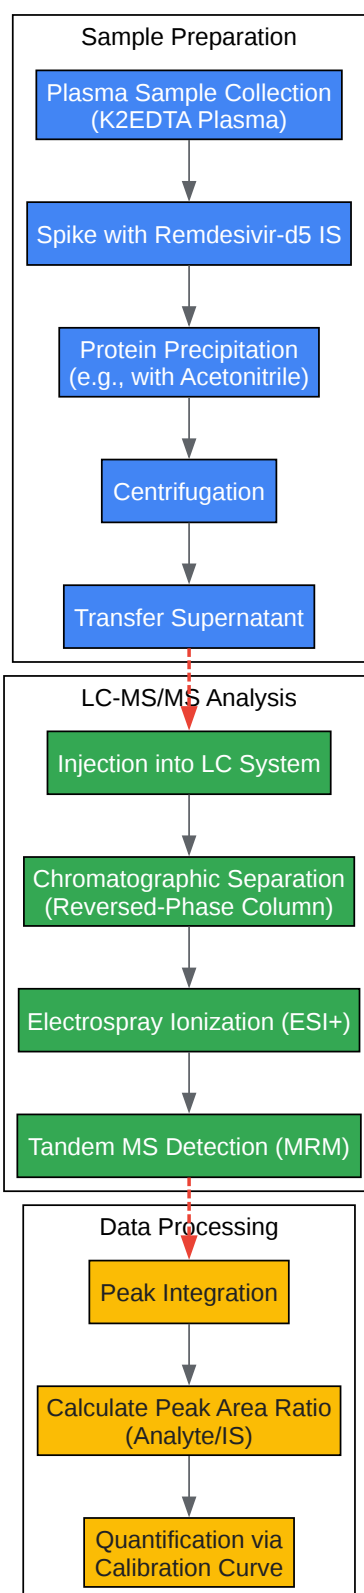 Sample Preparation
Plasma Sample Collection
(K2EDTA Plasma)
Spike with Remdesivir-d5 IS
Protein Precipitation
(e.g., with Acetonitrile)
Centrifugation
Transfer Supernatant
LC-MS/MS Analysis
Injection into LC System
Chromatographic Separation
(Reversed-Phase Column)
Electrospray Ionization (ESI+)
Tandem MS Detection (MRM)
Data Processing
Peak Integration
Calculate Peak Area Ratio
(Analyte/IS)
Quantification via
Calibration Curve